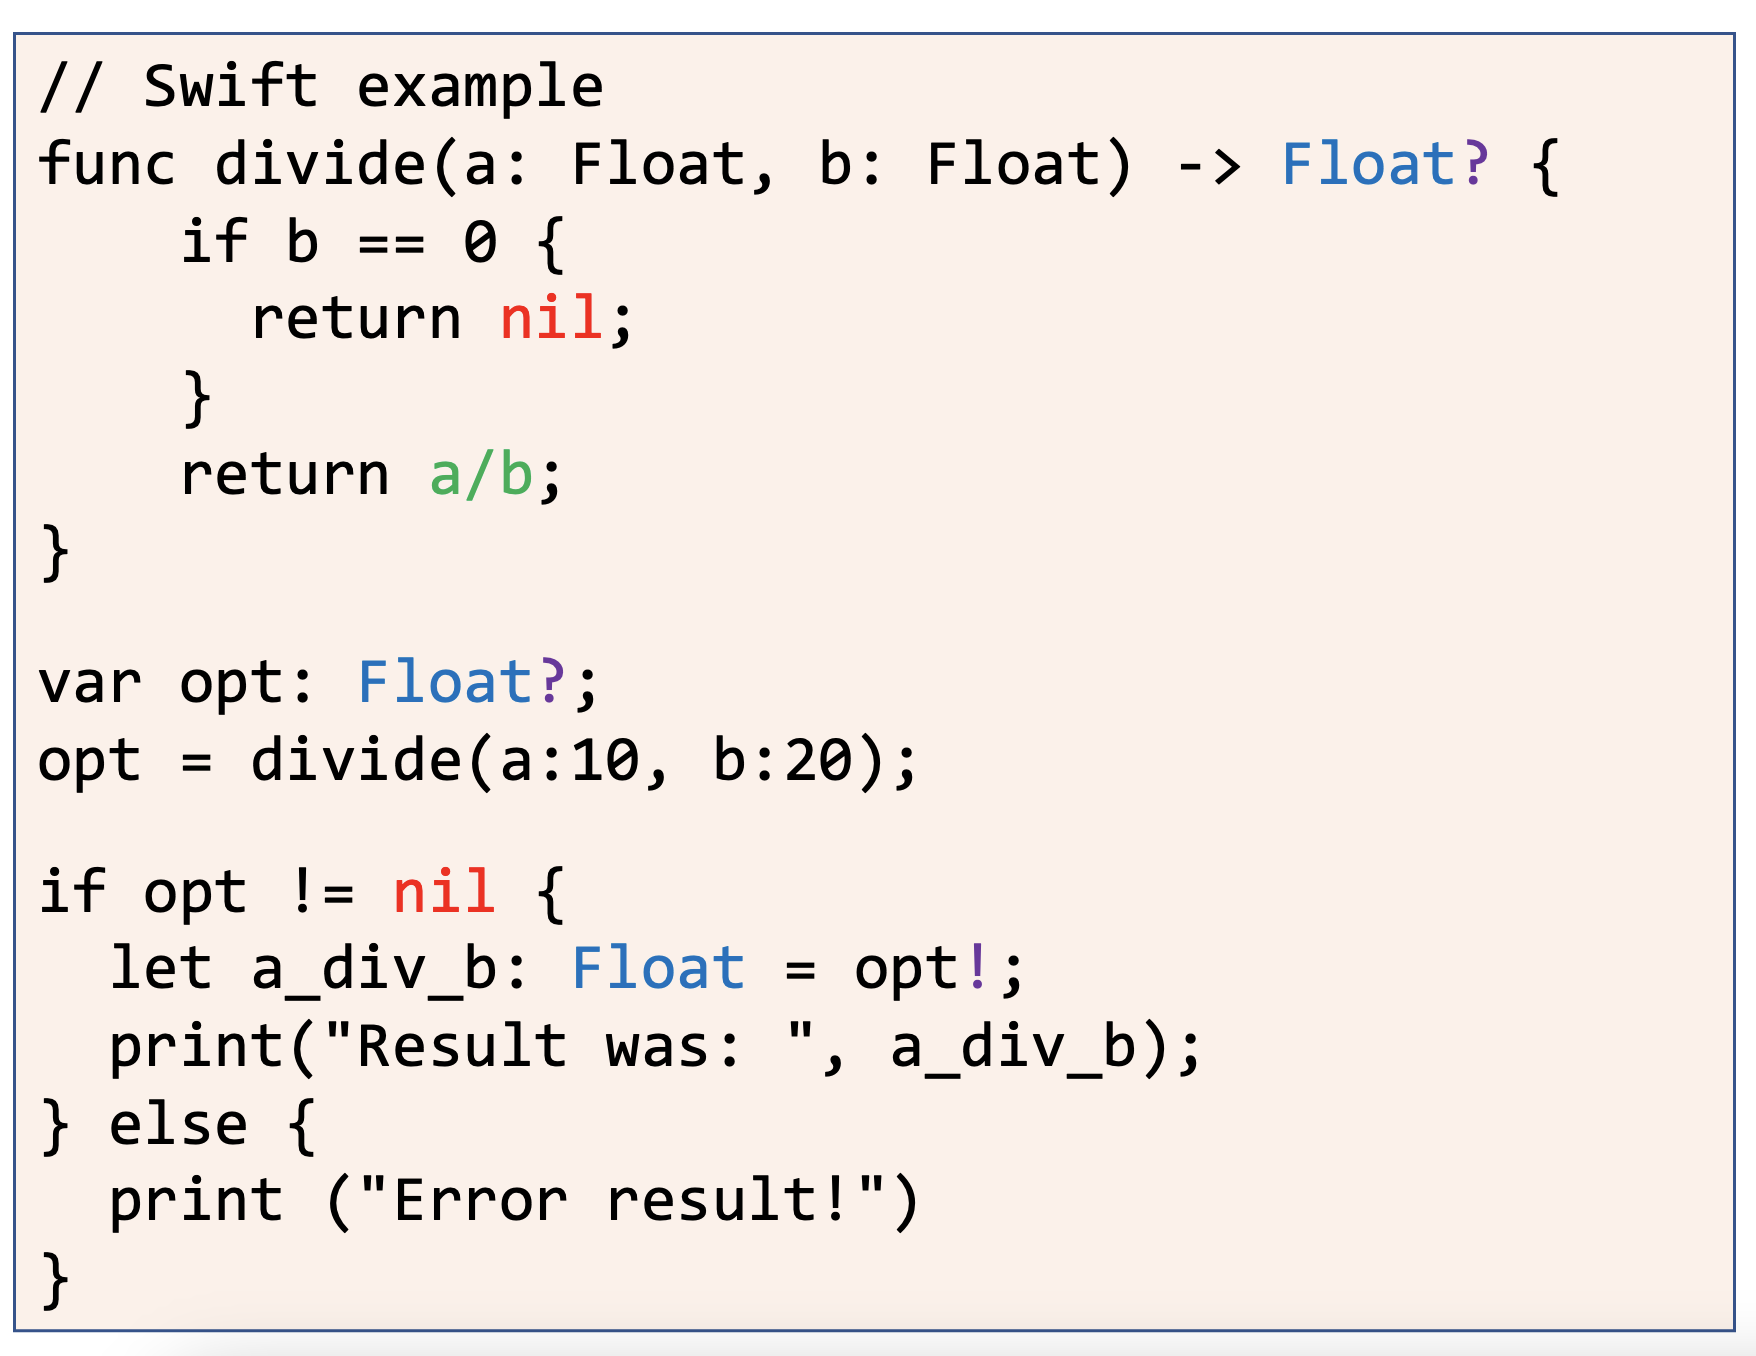 // Swift example
func divide(a: Float, b: Float) -> Float? {
     if b == 0 {
       return nil;
     }
     return a/b;
}

var opt: Float?;
opt = divide(a:10, b:20);

if opt != nil {
  let a_div_b: Float = opt!;
  print("Result was: ", a_div_b);
} else {
  print ("Error result!")
}